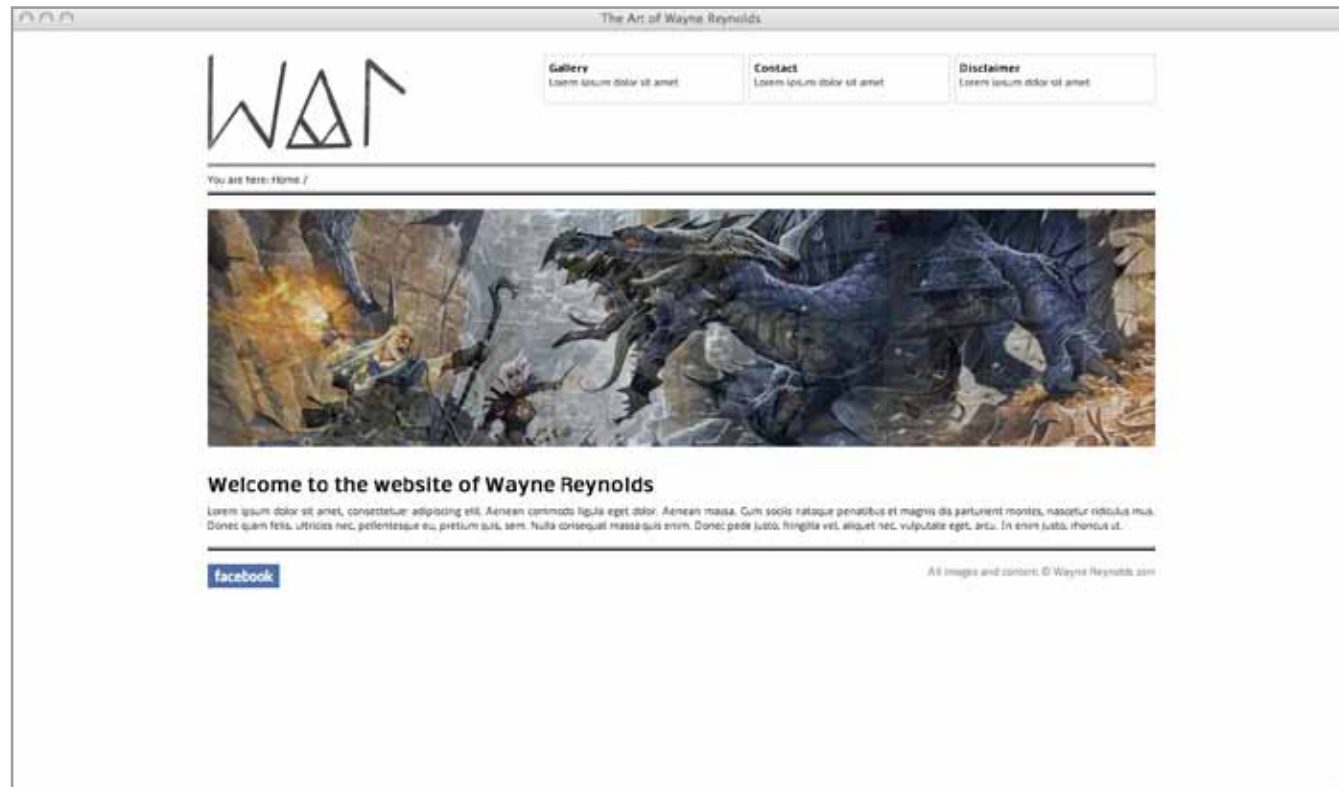 The Art of Wayne Reynolds
WAR
Gallery
Lorem ipsum dolor sit amet
Contact
Lorem ipsum dolor sit amet
Disclaimer
Lorem ipsum dolor sit amet
You are here: Home /
Welcome to the website of Wayne Reynolds
Lorem ipsum dolor sit amet, consectetuer adipiscing elit. Aenean commodo ligula eget dolor. Aenean massa. Cum sociis natoque penatibus et magnis dis parturient montes, nascetur ridiculus mus.
Donec quam felis, ultricies nec, pellentesque eu, pretium quis, sem. Nulla consequat massa quis enim. Donec pede justo, fringilla vel, aliquet nec, vulputate eget, arcu. In enim justo, rhoncus ut.
facebook
All images and content © Wayne Reynolds.com